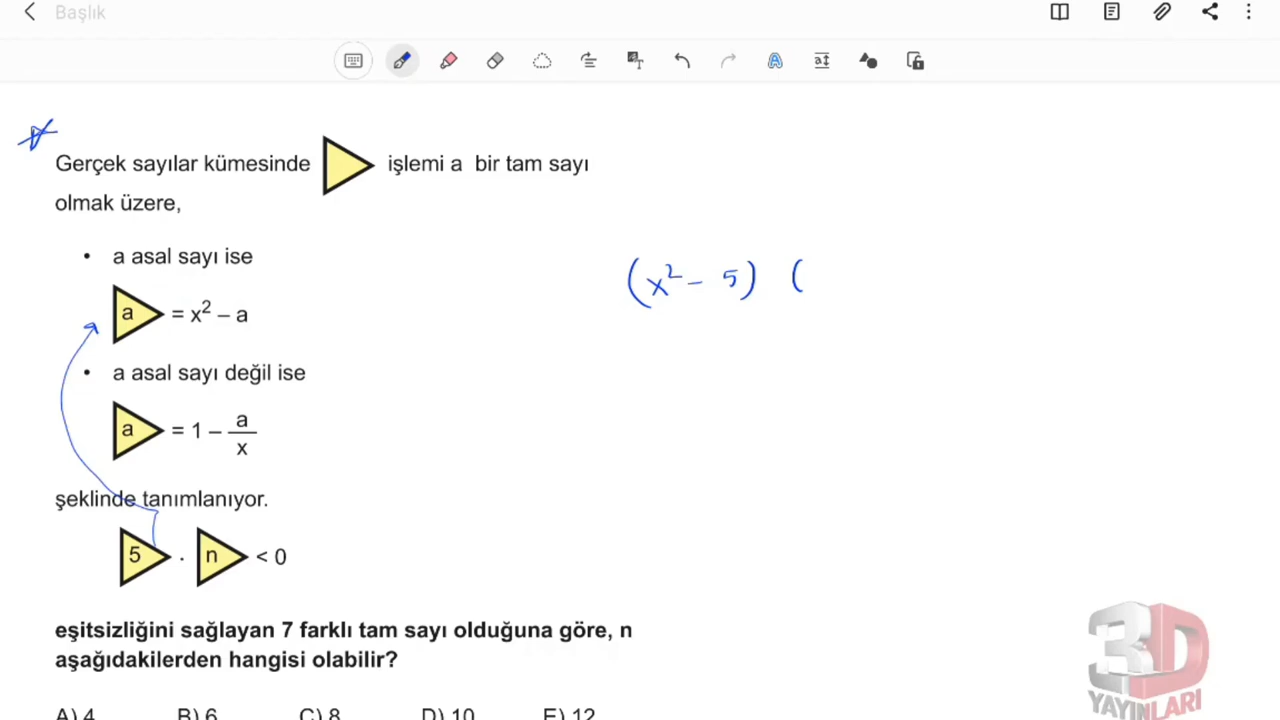 Başlık
Gerçek sayılar kümesinde işlemi a bir tam sayı
olmak üzere,
• a asal sayı ise
a = x² – a
(x² – 5) (
• a asal sayı değil ise
a = 1 – a/x
şeklinde tanımlanıyor.
5 . n < 0
eşitsizliğini sağlayan 7 farklı tam sayı olduğuna göre, n
aşağıdakilerden hangisi olabilir?
A) 4 B) 6 C) 8 D) 10 E) 12
3D
YAYINLARI